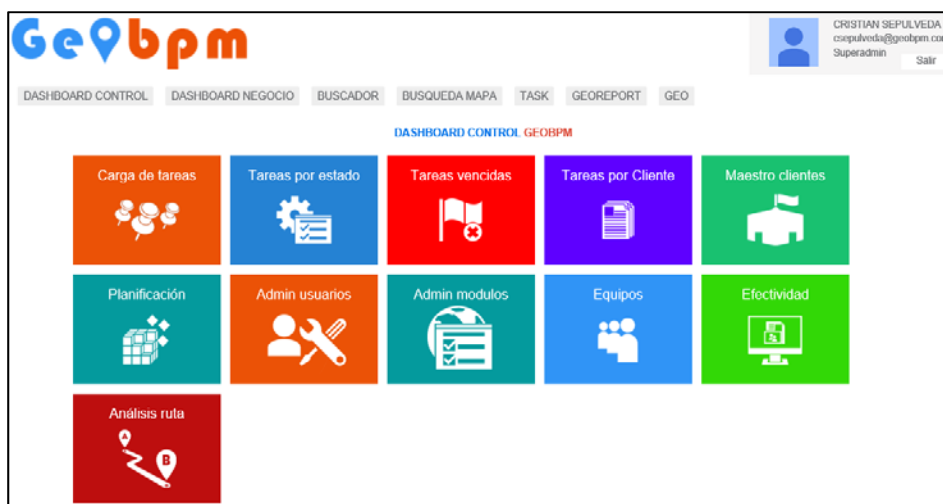 Geobpm
CRISTIAN SEPULVEDA
csepulveda@geobpm.com
Superadmin
Salir
DASHBOARD CONTROL DASHBOARD NEGOCIO BUSCADOR BUSQUEDA MAPA TASK GEOREPORT GEO
DASHBOARD CONTROL GEOBPM
Carga de tareas Tareas por estado Tareas vencidas Tareas por Cliente Maestro clientes
Planificación Admin usuarios Admin modulos Equipos Efectividad
Análisis ruta
A
B